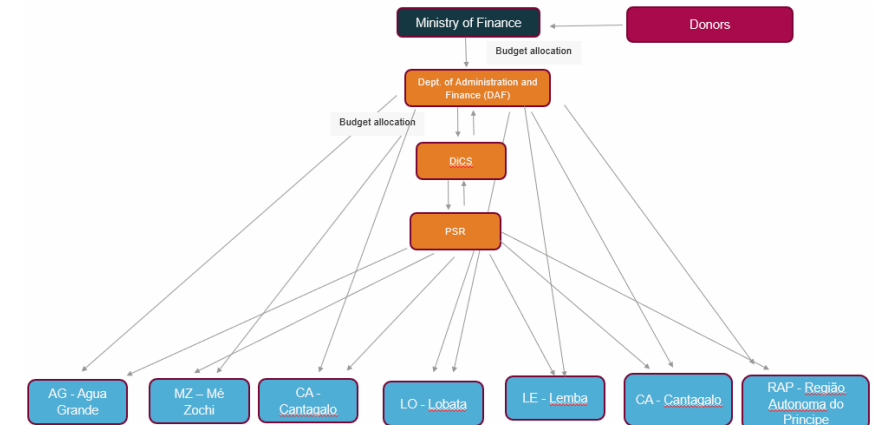 Ministry of Finance
Donors
Budget allocation
Dept. of Administration and
Finance (DAF)
Budget allocation
DiCS
PSR
AG - Agua
Grande
MZ – Mé
Zochi
CA -
Cantagalo
LO - Lobata
LE - Lemba
CA - Cantagalo
RAP - Região
Autonoma do
Principe